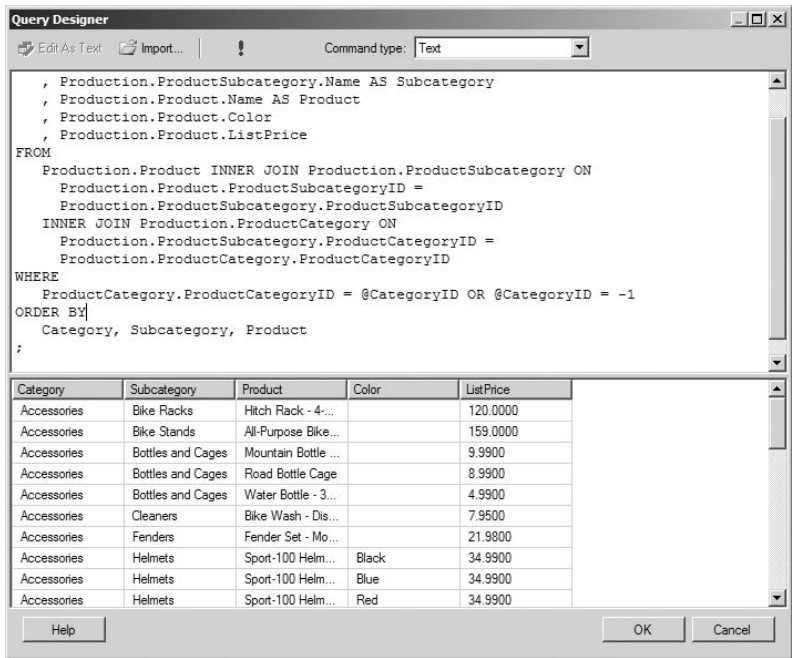 Query Designer
Edit As Text Import... ! Command type: Text
, Production.ProductSubcategory.Name AS Subcategory
, Production.Product.Name AS Product
, Production.Product.Color
, Production.Product.ListPrice
FROM
Production.Product INNER JOIN Production.ProductSubcategory ON
Production.Product.ProductSubcategoryID =
Production.ProductSubcategory.ProductSubcategoryID
INNER JOIN Production.ProductCategory ON
Production.ProductSubcategory.ProductCategoryID =
Production.ProductCategory.ProductCategoryID
WHERE
ProductCategory.ProductCategoryID = @CategoryID OR @CategoryID = -1
ORDER BY
Category, Subcategory, Product
;
Category Subcategory Product Color ListPrice
Accessories Bike Racks Hitch Rack - 4-... 120.0000
Accessories Bike Stands All-Purpose Bike... 159.0000
Accessories Bottles and Cages Mountain Bottle ... 9.9900
Accessories Bottles and Cages Road Bottle Cage 8.9900
Accessories Bottles and Cages Water Bottle - 3... 4.9900
Accessories Cleaners Bike Wash - Dis... 7.9500
Accessories Fenders Fender Set - Mo... 21.9800
Accessories Helmets Sport-100 Helm... Black 34.9900
Accessories Helmets Sport-100 Helm... Blue 34.9900
Accessories Helmets Sport-100 Helm... Red 34.9900
Help OK Cancel